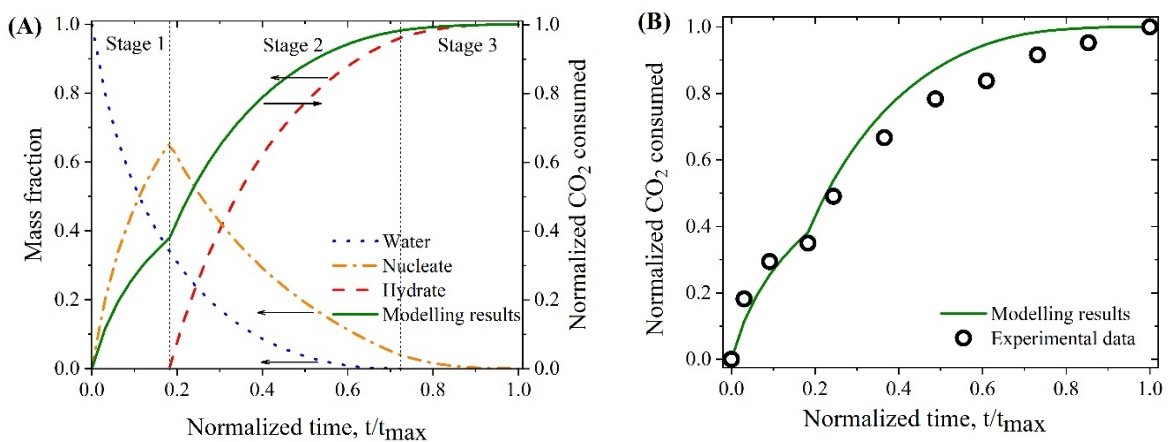 (A)
1.0
0.8
0.6
0.4
0.2
0.0
Mass fraction
Stage 1
Stage 2
Stage 3
Water
Nucleate
Hydrate
Modelling results
0.0
0.2
0.4
0.6
0.8
1.0
Normalized time, t/tmax
1.0
0.8
0.6
0.4
0.2
0.0
Normalized CO2 consumed
(B)
1.0
0.8
0.6
0.4
0.2
0.0
Normalized CO2 consumed
Modelling results
Experimental data
0.0
0.2
0.4
0.6
0.8
1.0
Normalized time, t/tmax